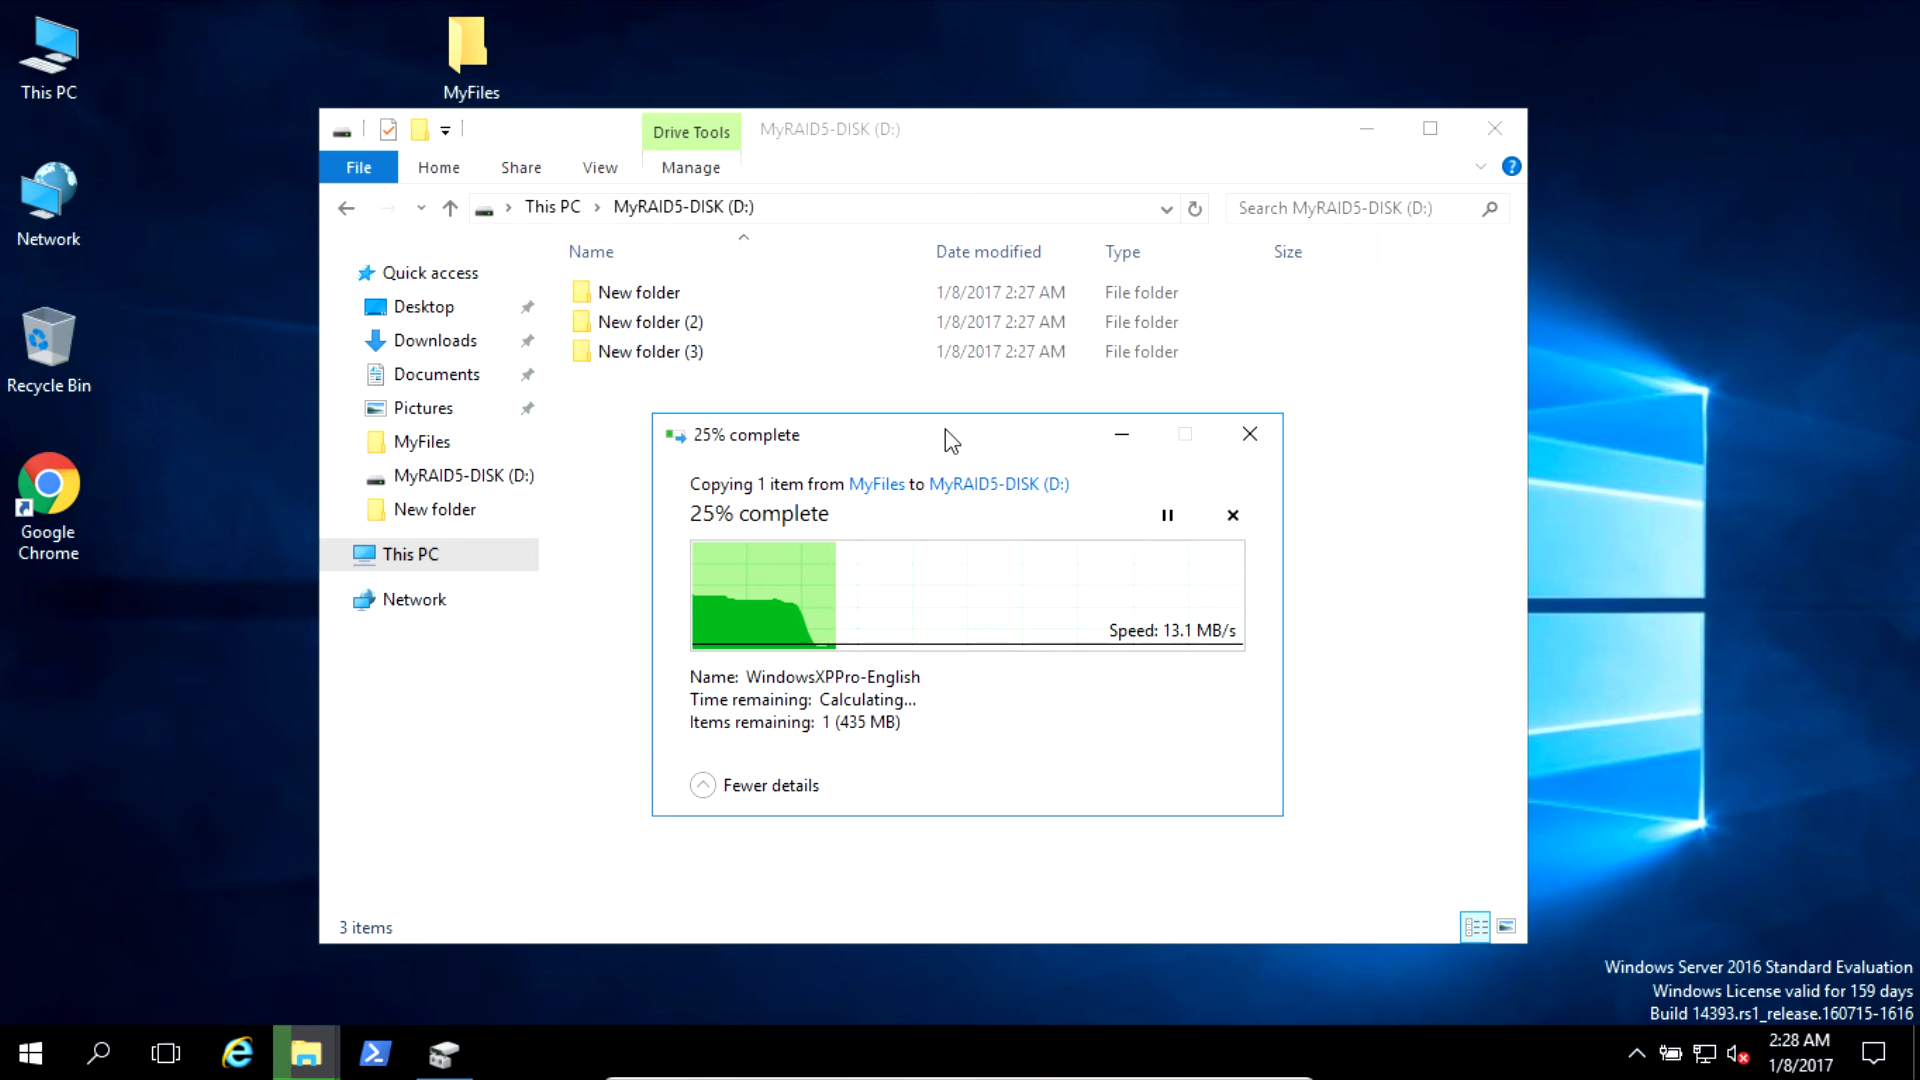 This PC
MyFiles
Network
Recycle Bin
Google
Chrome
Drive Tools
MyRAID5-DISK (D:)
File
Home
Share
View
Manage
?
This PC
MyRAID5-DISK (D:)
Search MyRAID5-DISK (D:)
Name
Date modified
Type
Size
Quick access
Desktop
Downloads
Documents
Pictures
MyFiles
MyRAID5-DISK (D:)
New folder
This PC
Network
New folder 1/8/2017 2:27 AM File folder
New folder (2) 1/8/2017 2:27 AM File folder
New folder (3) 1/8/2017 2:27 AM File folder
25% complete
Copying 1 item from MyFiles to MyRAID5-DISK (D:)
25% complete
Speed: 13.1 MB/s
Name: WindowsXPPro-English
Time remaining: Calculating...
Items remaining: 1 (435 MB)
Fewer details
3 items
Windows Server 2016 Standard Evaluation
Windows License valid for 159 days
Build 14393.rs1_release.160715-1616
2:28 AM
1/8/2017